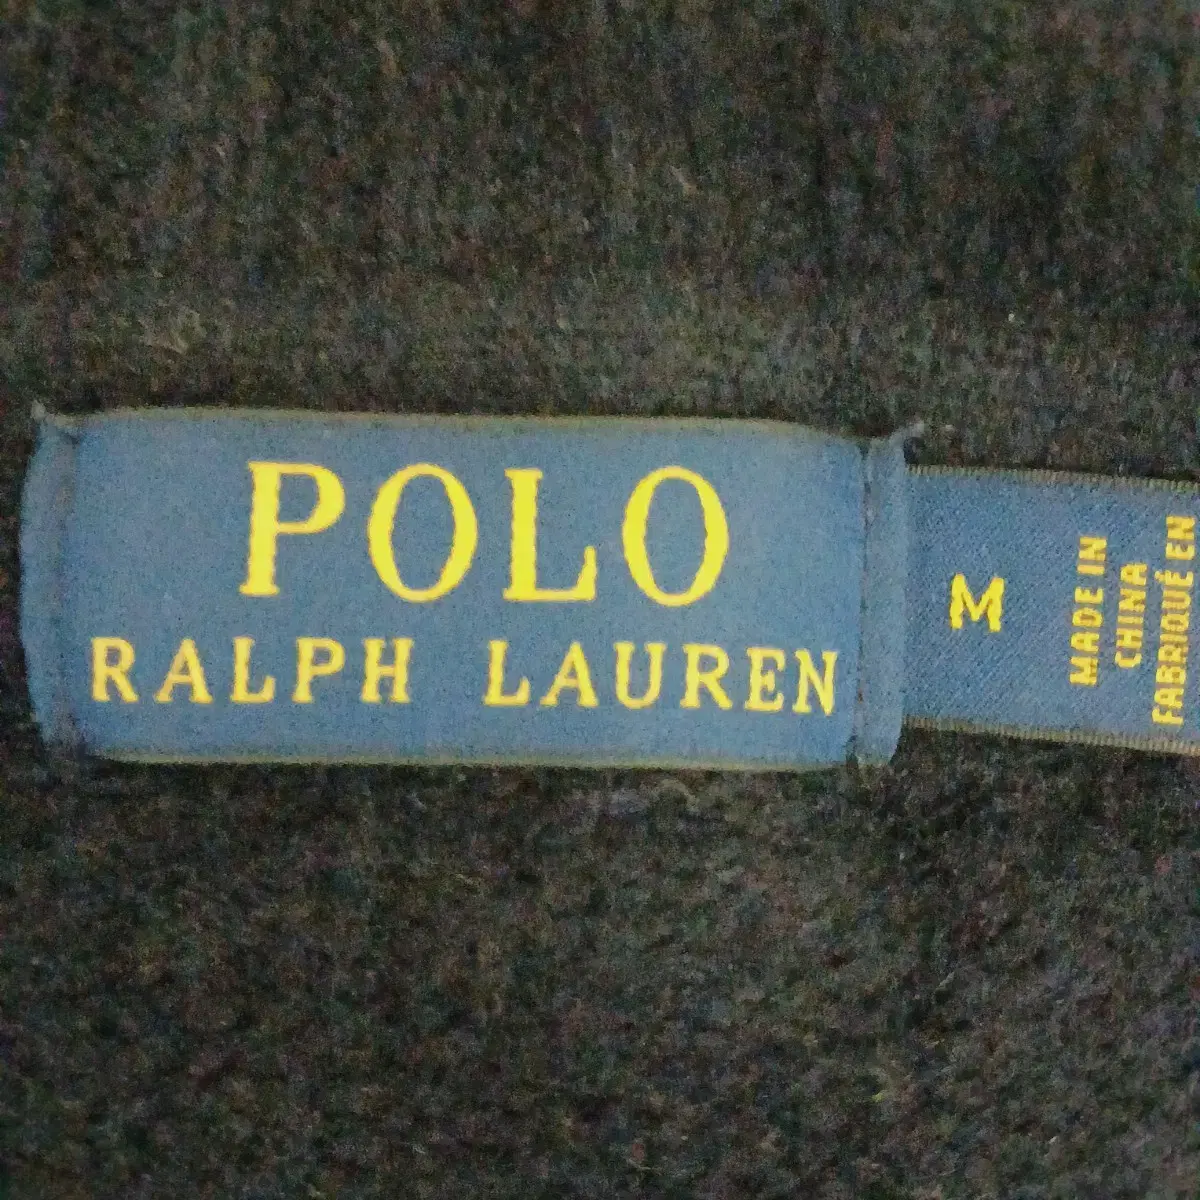 POLO
RALPH LAUREN
M
MADE IN
CHINA
FABRIQUÉ EN